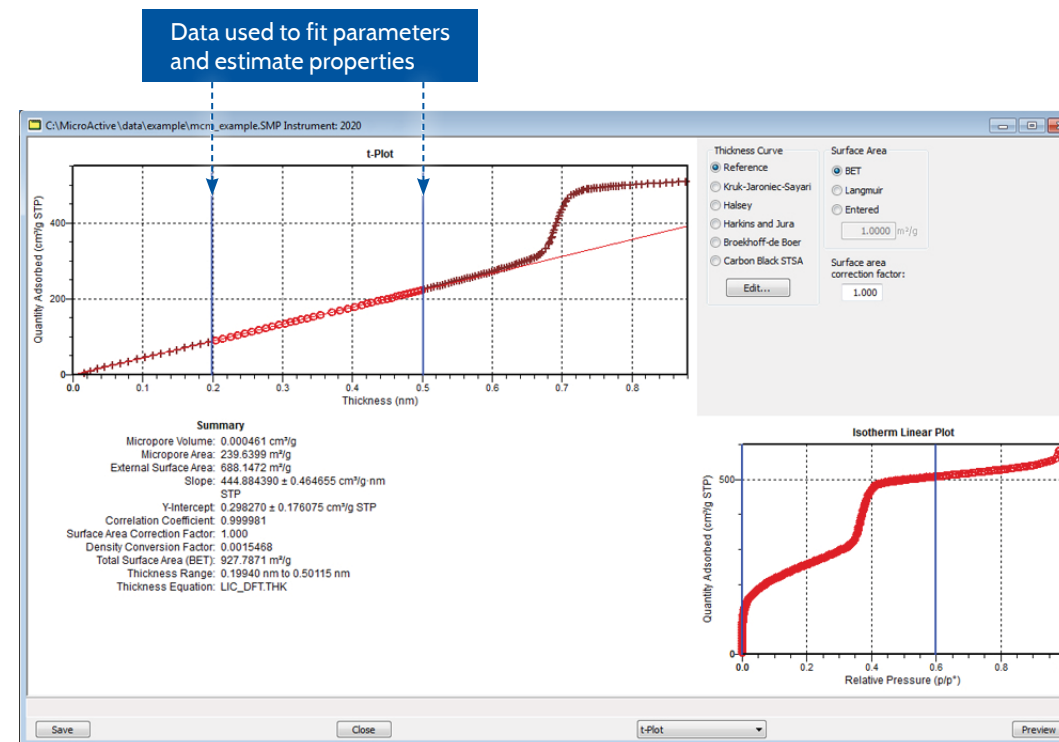 Data used to fit parameters
and estimate properties
C:\MicroActive\data\example\mcm_example.SMP Instrument: 2020
t-Plot
Quantity Adsorbed (cm³/g STP)
400
200
0
0.0 0.1 0.2 0.3 0.4 0.5 0.6 0.7 0.8
Thickness (nm)
Thickness Curve
Reference
Kruk-Jaroniec-Sayari
Halsey
Harkins and Jura
Broekhoff-de Boer
Carbon Black STSA
Edit...
Surface Area
BET
Langmuir
Entered
1.0000 m²/g
Surface area
correction factor:
1.000
Summary
Micropore Volume: 0.000461 cm³/g
Micropore Area: 239.6399 m²/g
External Surface Area: 688.1472 m²/g
Slope: 444.884390 ± 0.464655 cm³/g·nm
STP
Y-Intercept: 0.298270 ± 0.176075 cm³/g STP
Correlation Coefficient: 0.999981
Surface Area Correction Factor: 1.000
Density Conversion Factor: 0.0015468
Total Surface Area (BET): 927.7871 m²/g
Thickness Range: 0.19940 nm to 0.50115 nm
Thickness Equation: LIC_DFT.THK
Isotherm Linear Plot
Quantity Adsorbed (cm³/g STP)
500
0
0.0 0.2 0.4 0.6 0.8
Relative Pressure (p/p°)
Save
Close
t-Plot
Preview